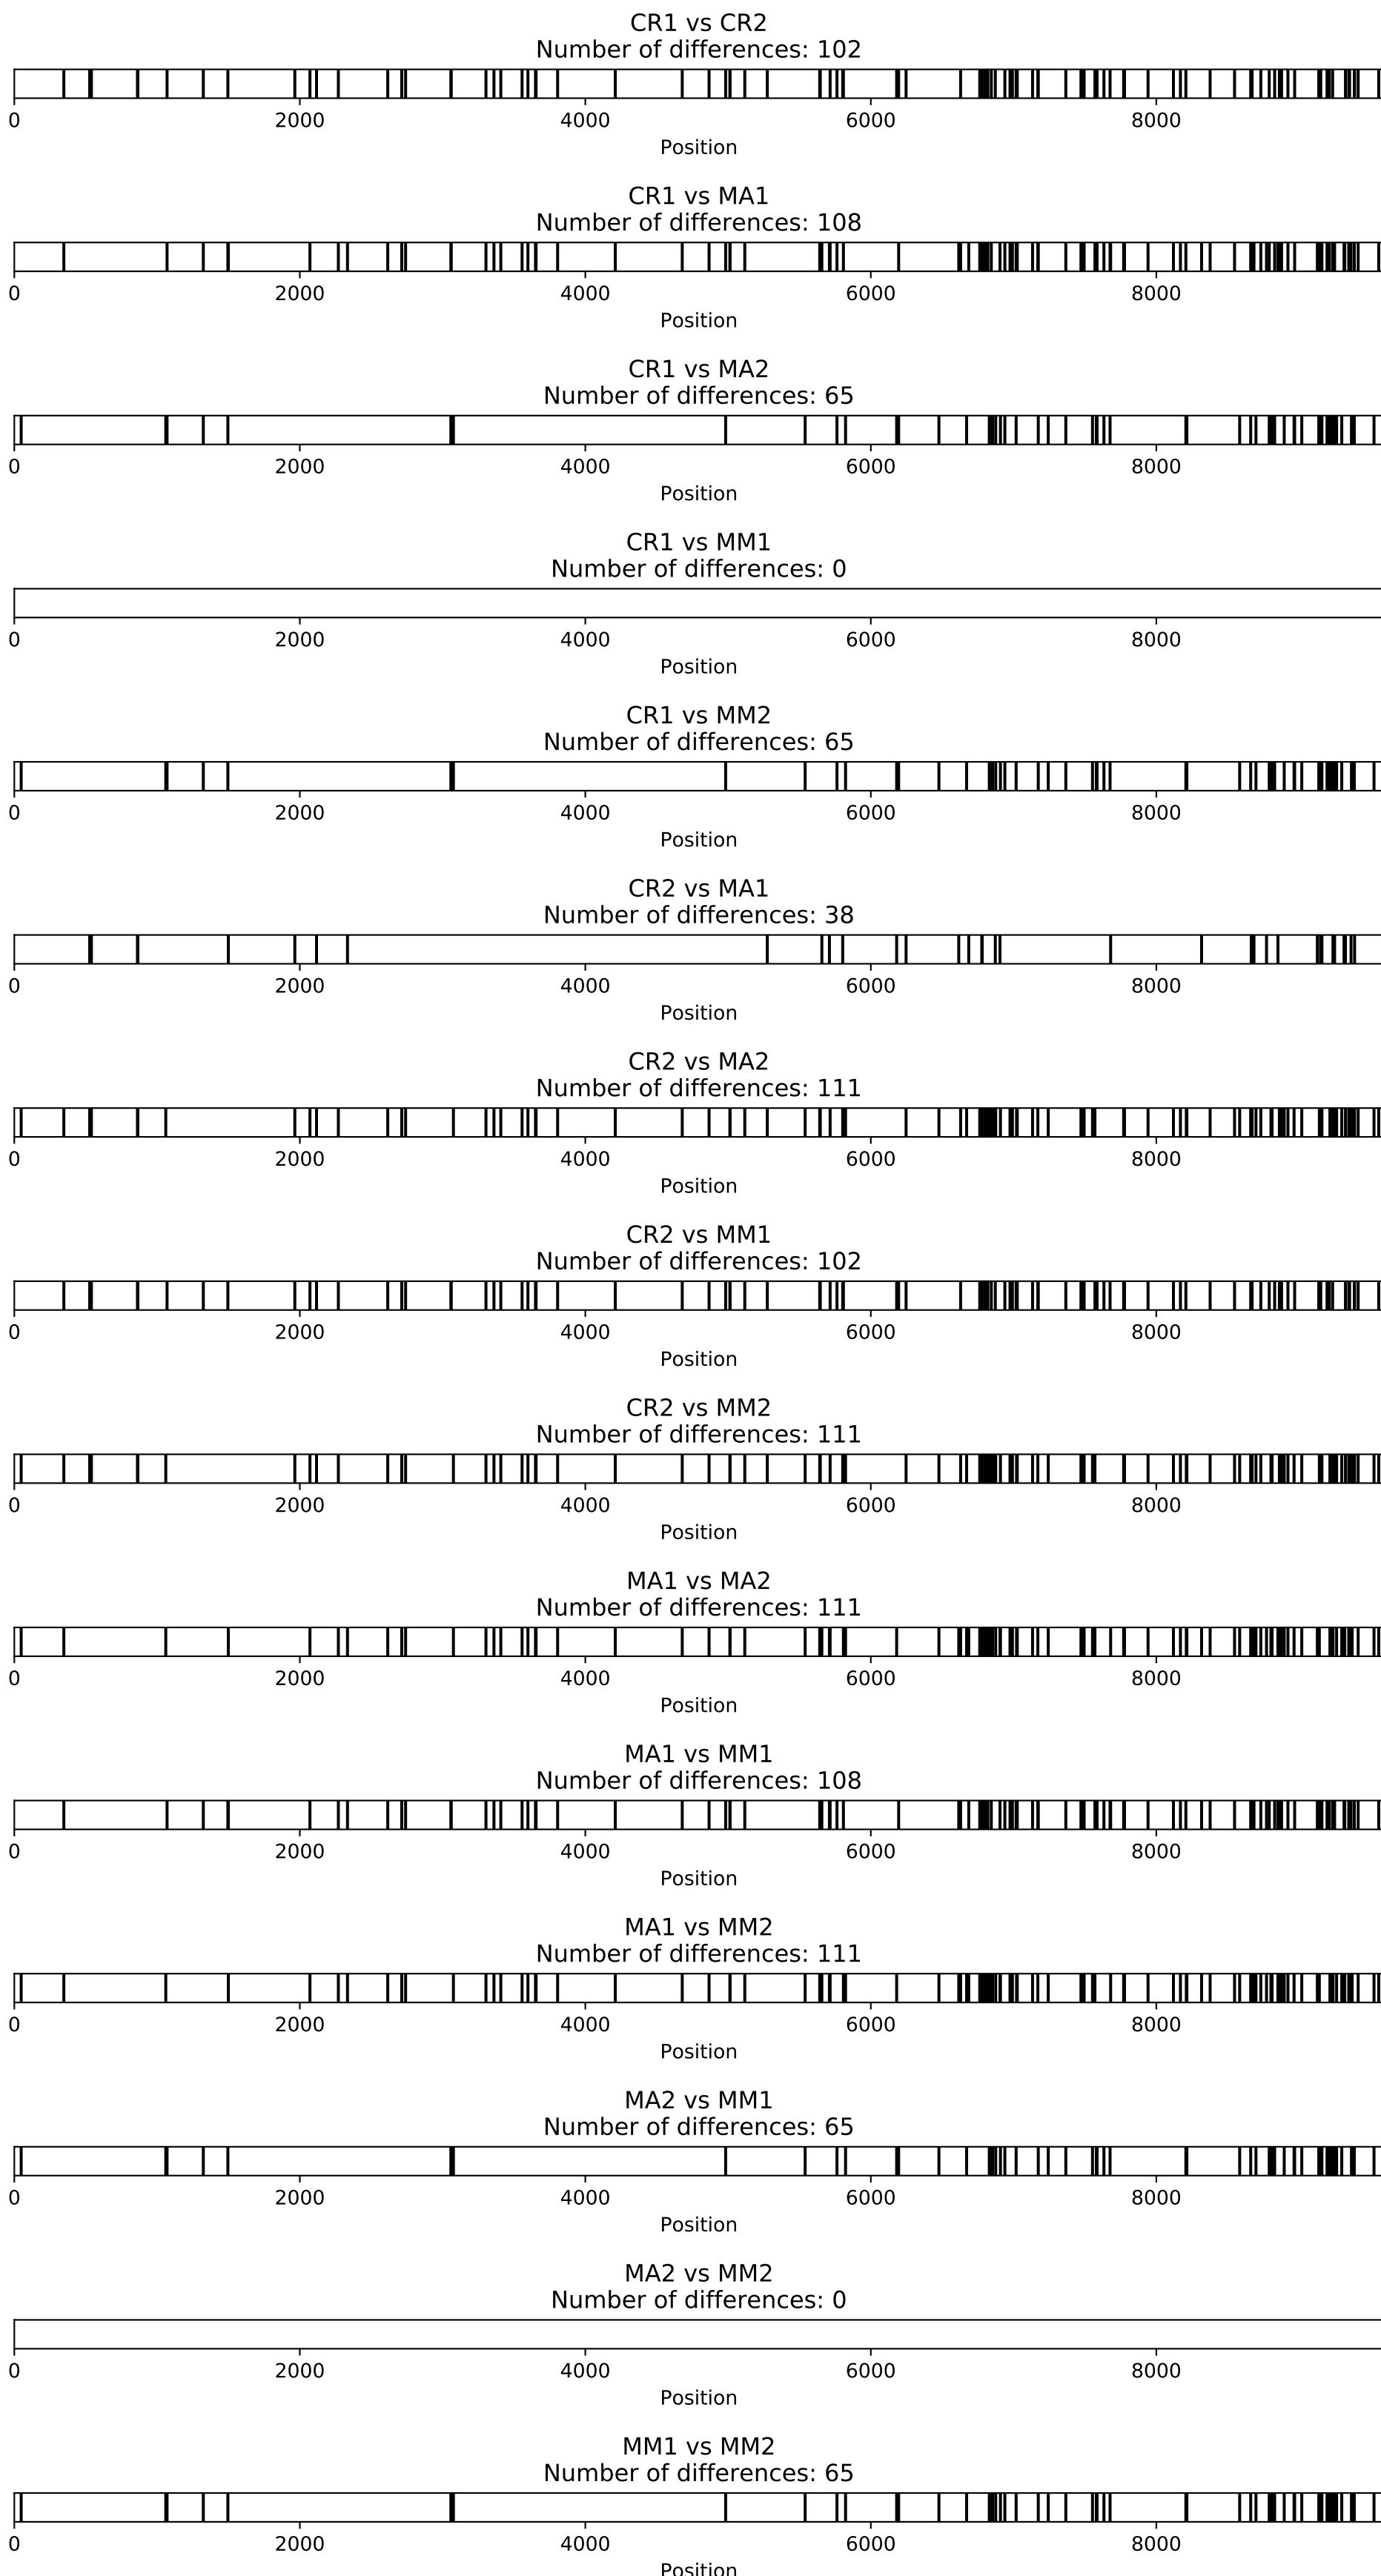 CR1 vs CR2
Number of differences: 102
0 2000 4000 6000 8000
Position
CR1 vs MA1
Number of differences: 108
0 2000 4000 6000 8000
Position
CR1 vs MA2
Number of differences: 65
0 2000 4000 6000 8000
Position
CR1 vs MM1
Number of differences: 0
0 2000 4000 6000 8000
Position
CR1 vs MM2
Number of differences: 65
0 2000 4000 6000 8000
Position
CR2 vs MA1
Number of differences: 38
0 2000 4000 6000 8000
Position
CR2 vs MA2
Number of differences: 111
0 2000 4000 6000 8000
Position
CR2 vs MM1
Number of differences: 102
0 2000 4000 6000 8000
Position
CR2 vs MM2
Number of differences: 111
0 2000 4000 6000 8000
Position
MA1 vs MA2
Number of differences: 111
0 2000 4000 6000 8000
Position
MA1 vs MM1
Number of differences: 108
0 2000 4000 6000 8000
Position
MA1 vs MM2
Number of differences: 111
0 2000 4000 6000 8000
Position
MA2 vs MM1
Number of differences: 65
0 2000 4000 6000 8000
Position
MA2 vs MM2
Number of differences: 0
0 2000 4000 6000 8000
Position
MM1 vs MM2
Number of differences: 65
0 2000 4000 6000 8000
Position